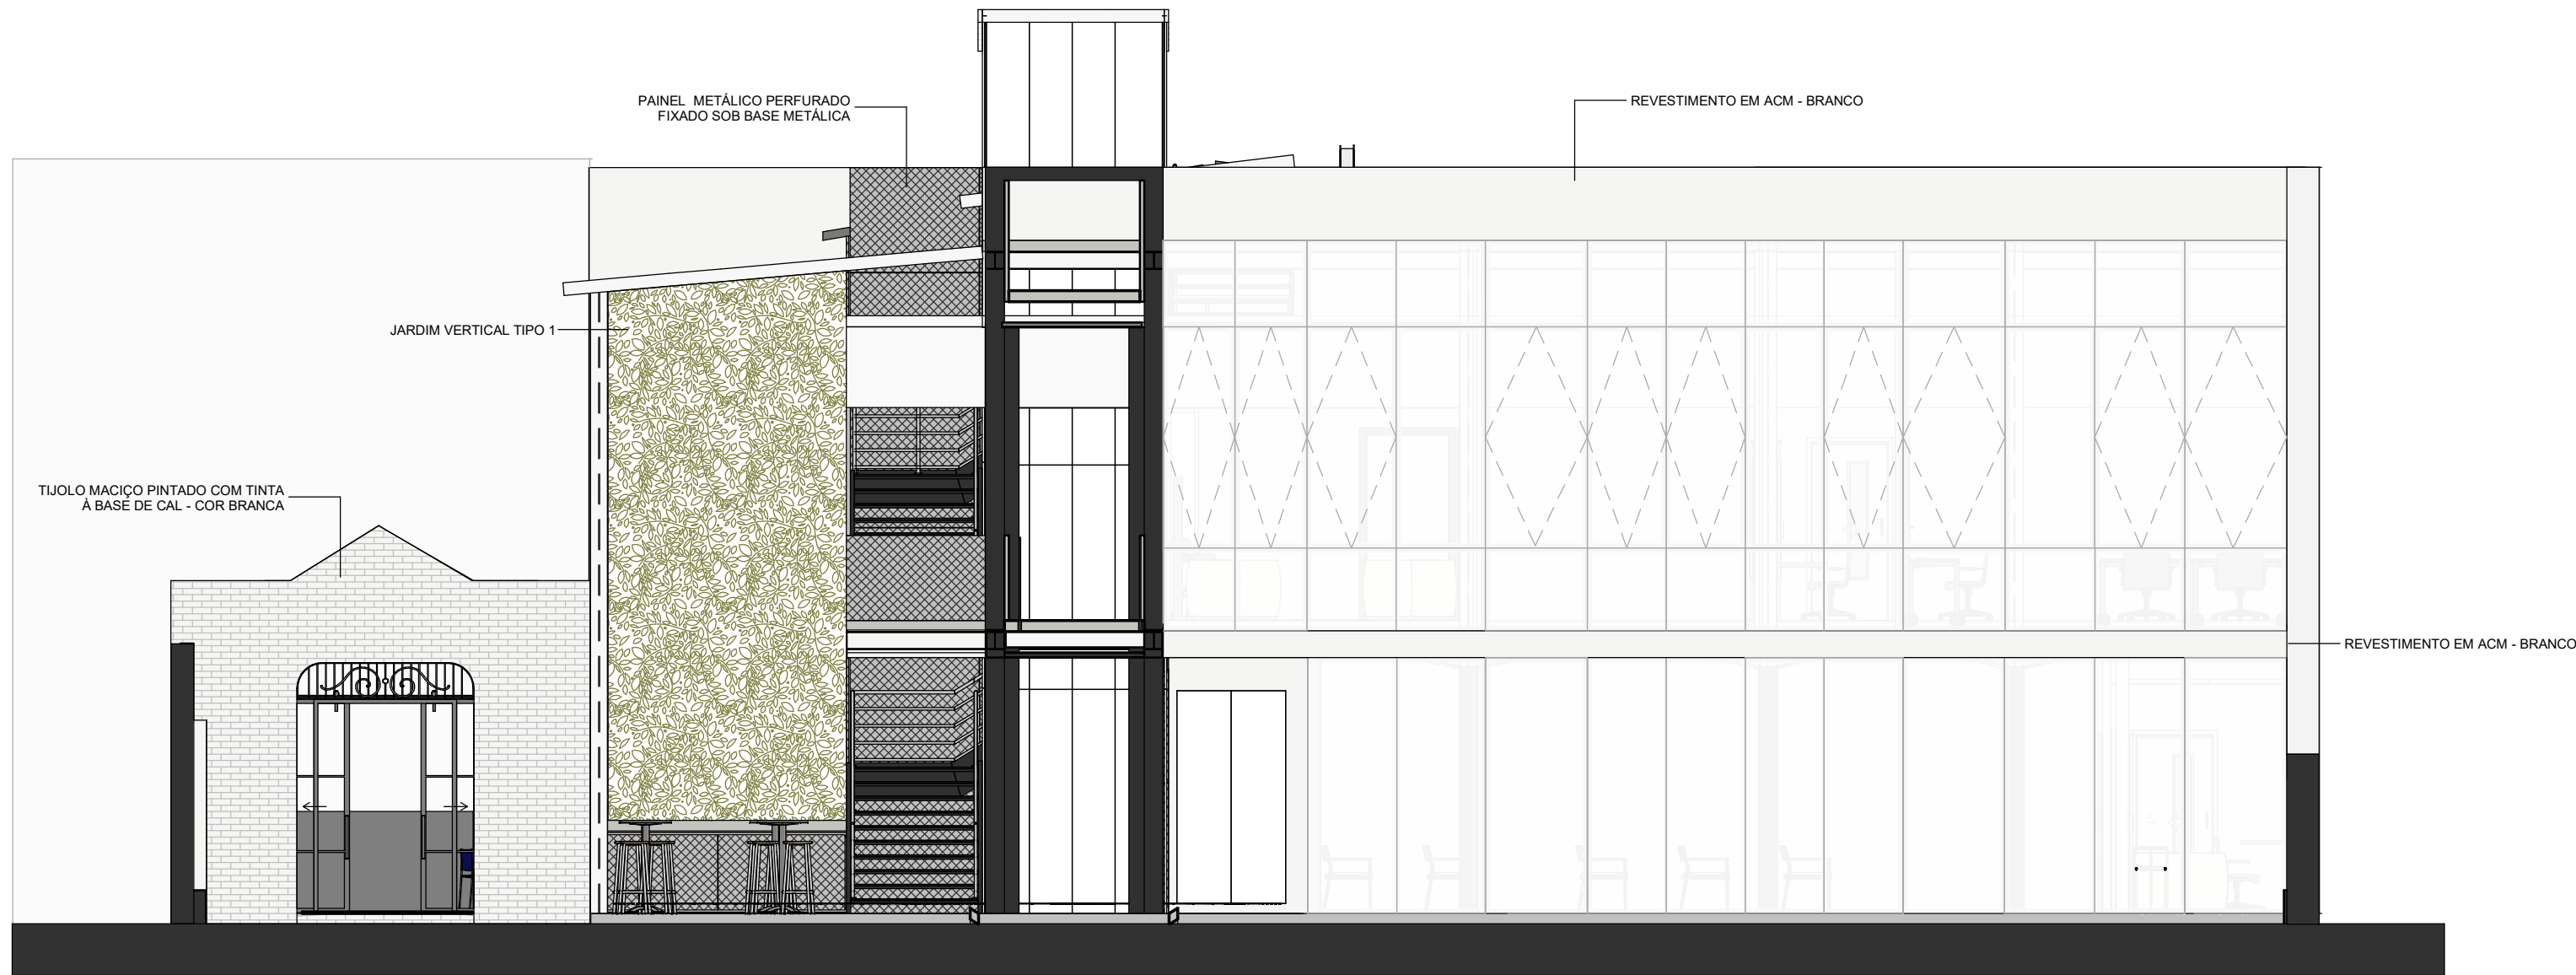 PAINEL  METÁLICO PERFURADO
FIXADO SOB BASE METÁLICA
REVESTIMENTO EM ACM - BRANCO
JARDIM VERTICAL TIPO 1
TIJOLO MACIÇO PINTADO COM TINTA
À BASE DE CAL - COR BRANCA
REVESTIMENTO EM ACM - BRANCO